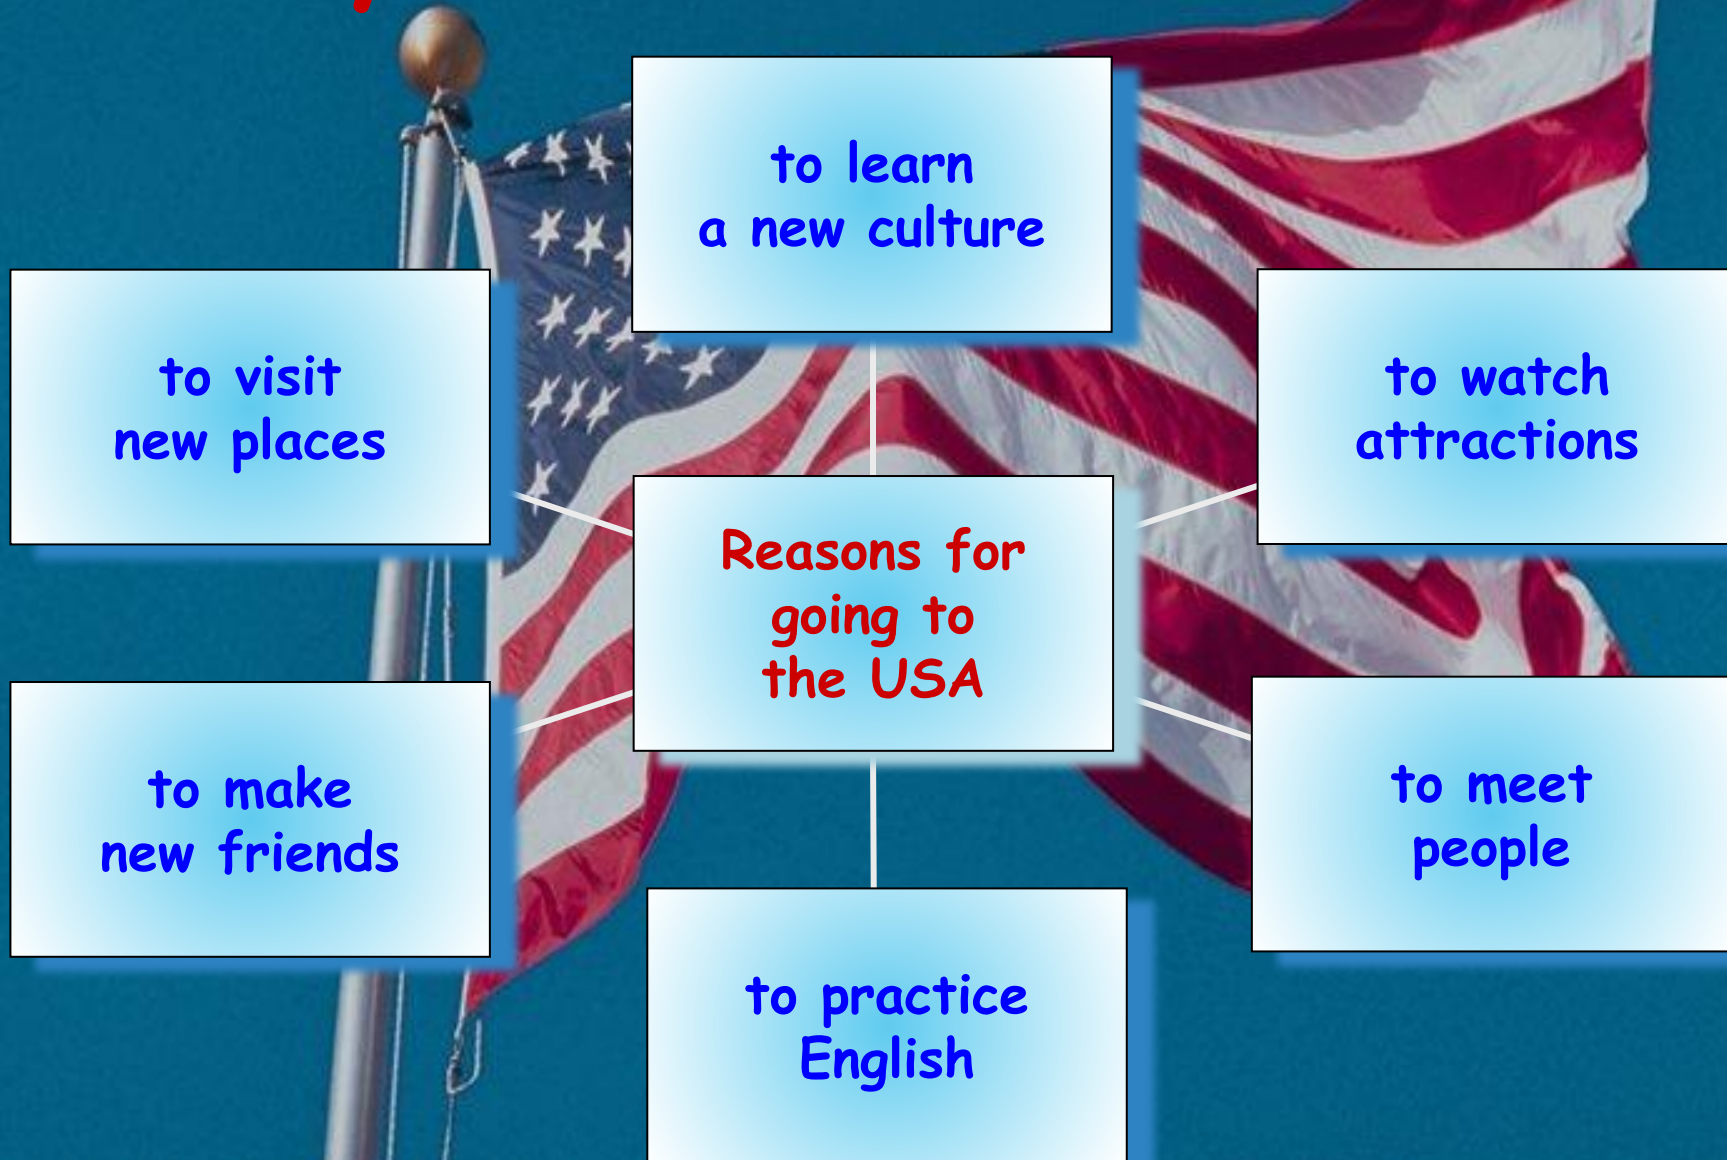 to learn
a new culture
to visit
new places
to watch
attractions
Reasons for
going to
the USA
to make
new friends
to meet
people
to practice
English